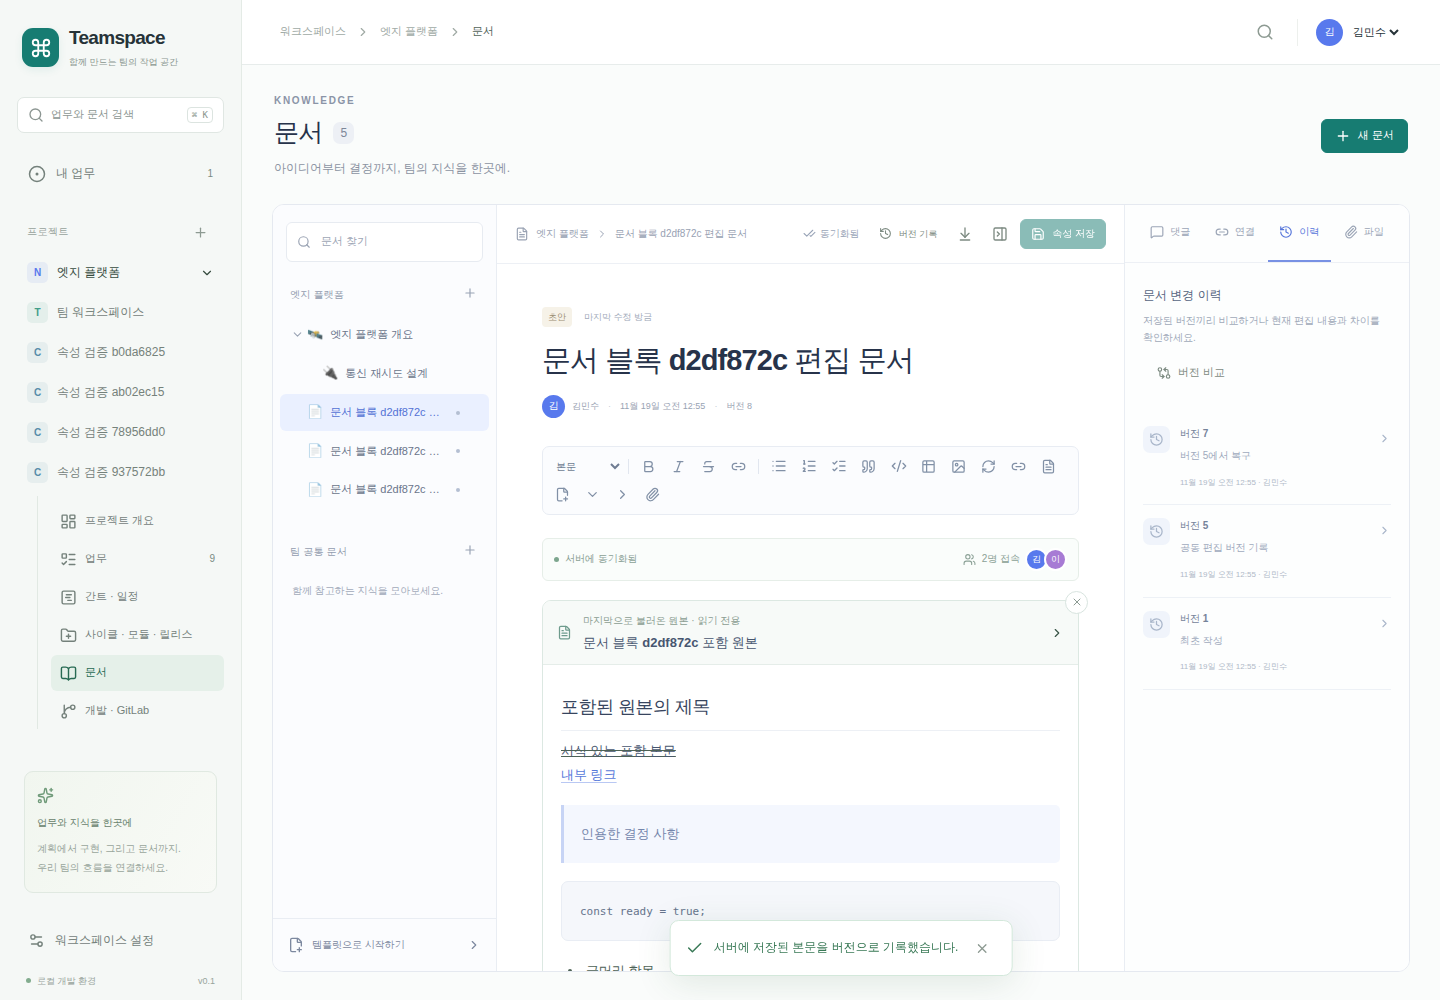 Teamspace
함께 만드는 팀의 작업 공간
업무와 문서 검색
⌘ K
내 업무
1
프로젝트
N
엣지 플랫폼
T
팀 워크스페이스
C
속성 검증 b0da6825
C
속성 검증 ab02ec15
C
속성 검증 78956dd0
C
속성 검증 937572bb
프로젝트 개요
업무
9
간트 · 일정
사이클 · 모듈 · 릴리스
문서
개발 · GitLab
업무와 지식을 한곳에
계획에서 구현, 그리고 문서까지.
우리 팀의 흐름을 연결하세요.
워크스페이스 설정
로컬 개발 환경
v0.1
워크스페이스
엣지 플랫폼
문서
김
김민수
KNOWLEDGE
문서
5
아이디어부터 결정까지, 팀의 지식을 한곳에.
새 문서
문서 찾기
엣지 플랫폼
엣지 플랫폼 개요
통신 재시도 설계
문서 블록 d2df872c ...
문서 블록 d2df872c ...
문서 블록 d2df872c ...
팀 공통 문서
함께 참고하는 지식을 모아보세요.
템플릿으로 시작하기
엣지 플랫폼
문서 블록 d2df872c 편집 문서
동기화됨
버전 기록
속성 저장
초안
마지막 수정 방금
문서 블록 d2df872c 편집 문서
김
김민수 · 11월 19일 오전 12:55 · 버전 8
본문
서버에 동기화됨
2명 접속
김
이
마지막으로 불러온 원본 · 읽기 전용
문서 블록 d2df872c 포함 원본
포함된 원본의 제목
서식 있는 포함 본문
내부 링크
인용한 결정 사항
const ready = true;
글머리 항목
서버에 저장된 본문을 버전으로 기록했습니다.
댓글
연결
이력
파일
문서 변경 이력
저장된 버전끼리 비교하거나 현재 편집 내용과 차이를
확인하세요.
버전 비교
버전 7
버전 5에서 복구
11월 19일 오전 12:55 · 김민수
버전 5
공동 편집 버전 기록
11월 19일 오전 12:55 · 김민수
버전 1
최초 작성
11월 19일 오전 12:55 · 김민수